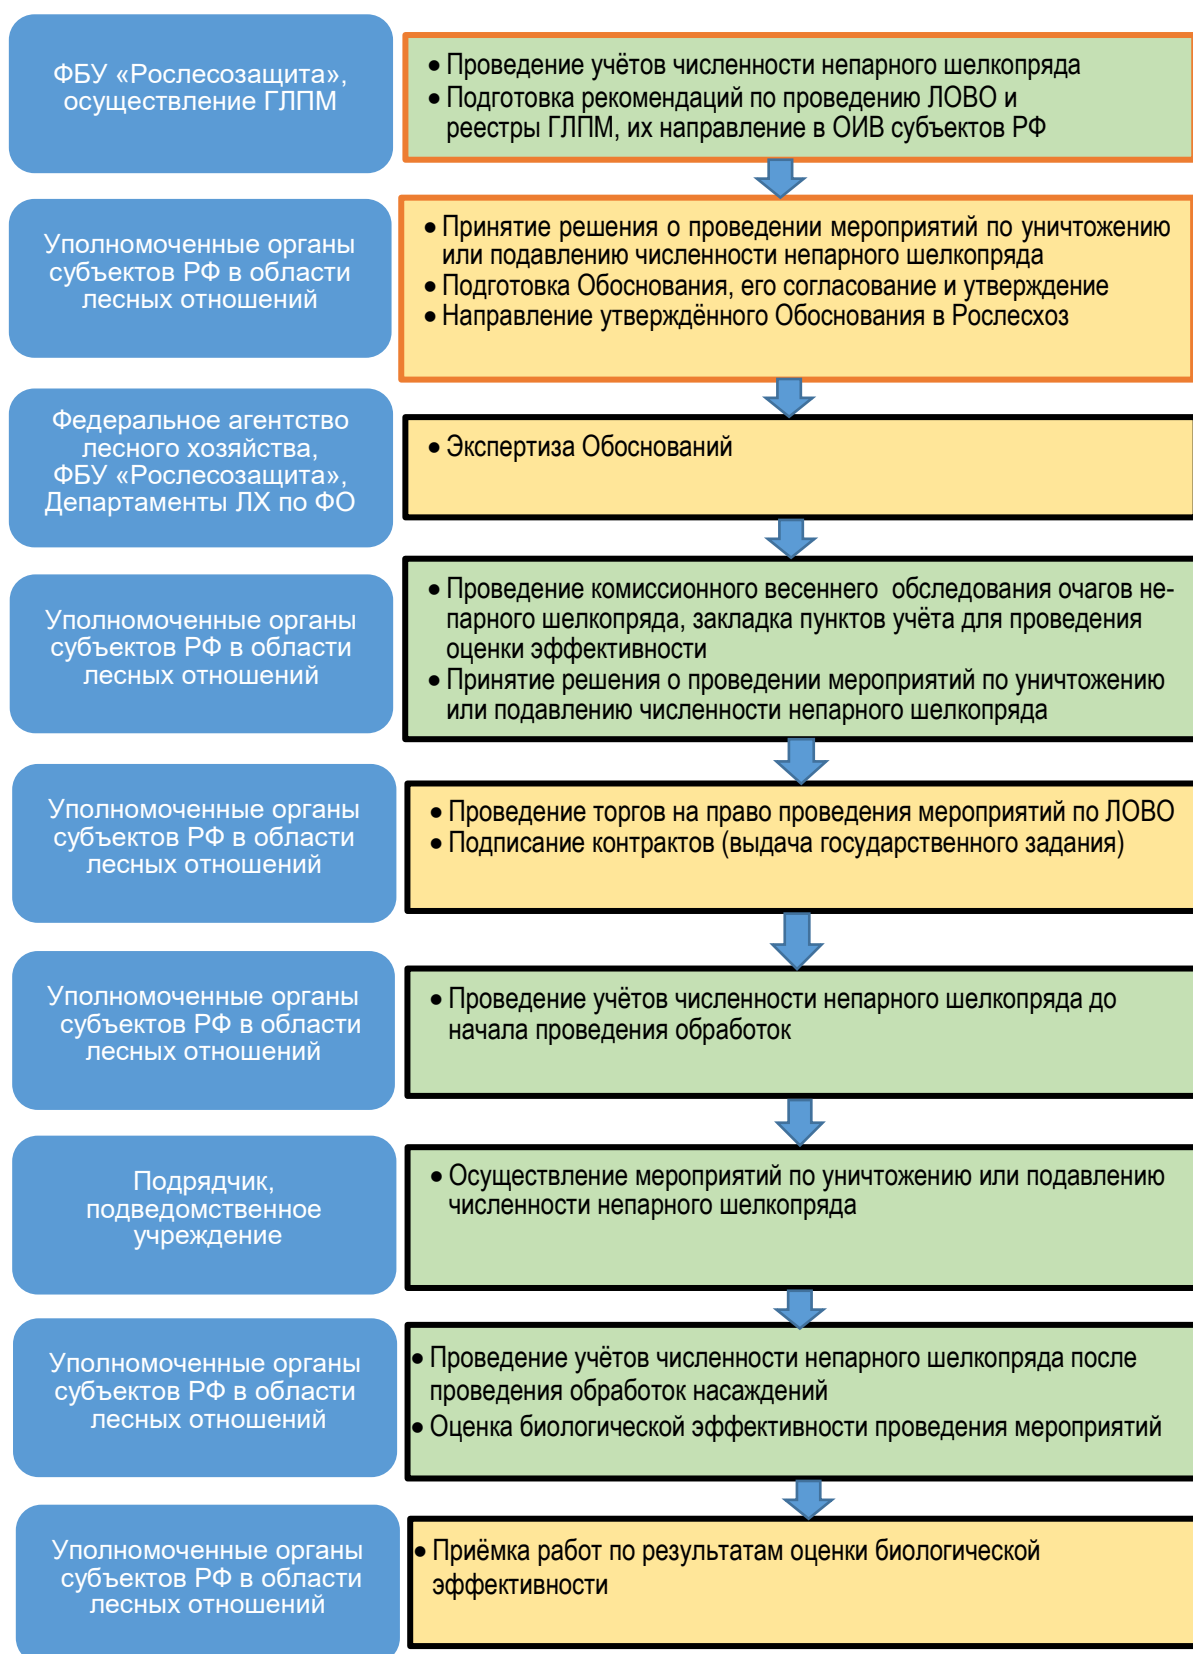 ФБУ «Рослесозащита»,
осуществление ГЛПМ
• Проведение учётов численности непарного шелкопряда
• Подготовка рекомендаций по проведению ЛОВО и
реестры ГЛПМ, их направление в ОИВ субъектов РФ
Уполномоченные органы
субъектов РФ в области
лесных отношений
• Принятие решения о проведении мероприятий по уничтожению
или подавлению численности непарного шелкопряда
• Подготовка Обоснования, его согласование и утверждение
• Направление утверждённого Обоснования в Рослесхоз
Федеральное агентство
лесного хозяйства,
ФБУ «Рослесозащита»,
Департаменты ЛХ по ФО
• Экспертиза Обоснований
Уполномоченные органы
субъектов РФ в области
лесных отношений
• Проведение комиссионного весеннего обследования очагов не-
парного шелкопряда, закладка пунктов учёта для проведения
оценки эффективности
• Принятие решения о проведении мероприятий по уничтожению
или подавлению численности непарного шелкопряда
Уполномоченные органы
субъектов РФ в области
лесных отношений
• Проведение торгов на право проведения мероприятий по ЛОВО
• Подписание контрактов (выдача государственного задания)
Уполномоченные органы
субъектов РФ в области
лесных отношений
• Проведение учётов численности непарного шелкопряда до
начала проведения обработок
Подрядчик,
подведомственное
учреждение
• Осуществление мероприятий по уничтожению или подавлению
численности непарного шелкопряда
Уполномоченные органы
субъектов РФ в области
лесных отношений
• Проведение учётов численности непарного шелкопряда после
проведения обработок насаждений
• Оценка биологической эффективности проведения мероприятий
Уполномоченные органы
субъектов РФ в области
лесных отношений
• Приёмка работ по результатам оценки биологической
эффективности